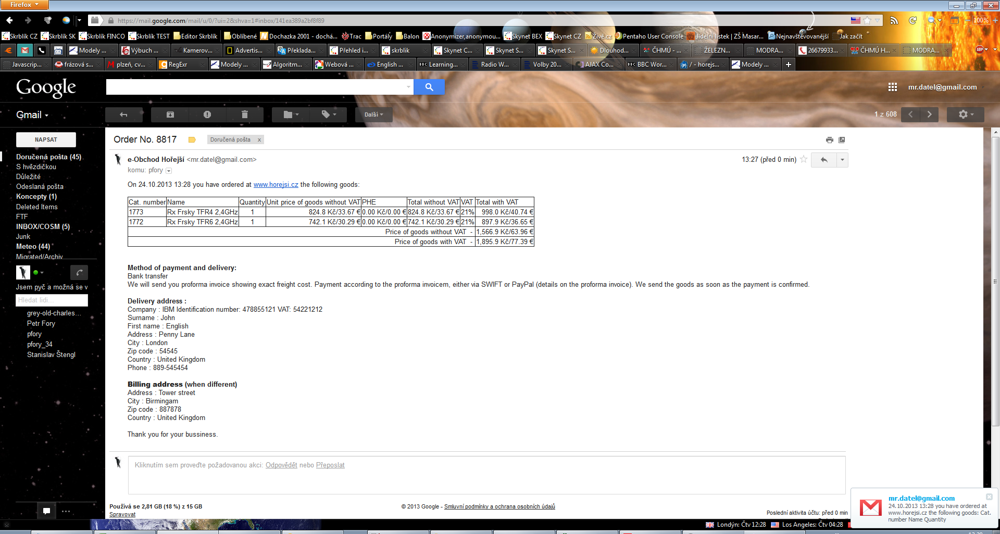 Firefox
https://mail.google.com/mail/u/0/?ui=2&shva=1#inbox/141ea389a2bf8f89
100%
Skrblík CZ Skrblík SK Skrblík FINCO Skrblík TEST Editor Skrblík Oblíbené Dochazka 2001 - dochá... Trac Portály Balon Anonymizer,anonymou... Skynet BEX Skynet CZ Živě.cz Pentaho User Console Jídelní lístek | ZŠ Masar... Nejnavštěvovanější Jak začít
Modely ... Výbuch ... Kamerov... Advertis... Překlada... Přehled i... skrblik Skynet C... Skynet S... Skynet S... Dlouhod... ČHMÚ - ... ŽELEZN... MODRA... 26679933... ČHMÚ H... MODRA... ABP
Javascrip... frázová s... plzeň, cv... RegExr Modely ... Algoritm... Webová ... English ... BBC Learning... Radio W... Volby 20... AJAX Co... BBC BBC Wor... / - horejs... Modely ...
Google
mr.datel@gmail.com
Gmail
Další
1 z 608
NAPSAT
Doručená pošta (45)
S hvězdičkou
Důležité
Odeslaná pošta
Koncepty (1)
Deleted Items
FTF
INBOX/COSM (5)
Junk
Meteo (44)
Migrated/Archiv
Jsem pyč a možná se v
Hledat lidi...
grey-old-charles...
Petr Fory
pfory
pfory_34
Stanislav Štengl
Order No. 8817 Doručená pošta x
e-Obchod Hořejší <mr.datel@gmail.com>
13:27 (před 0 min)
komu: pfory
On 24.10.2013 13:28 you have ordered at www.horejsi.cz the following goods:
Cat. number Name Quantity Unit price of goods without VAT PHE Total without VAT VAT Total with VAT
1773 Rx Frsky TFR4 2,4GHz 1 824.8 Kč/33.67 € 0.00 Kč/0.00 € 824.8 Kč/33.67 € 21% 998.0 Kč/40.74 €
1772 Rx Frsky TFR6 2,4GHz 1 742.1 Kč/30.29 € 0.00 Kč/0.00 € 742.1 Kč/30.29 € 21% 897.9 Kč/36.65 €
Price of goods without VAT - 1,566.9 Kč/63.96 €
Price of goods with VAT - 1,895.9 Kč/77.39 €
Method of payment and delivery:
Bank transfer
We will send you proforma invoice showing exact freight cost. Payment according to the proforma invoicem, either via SWIFT or PayPal (details on the proforma invoice). We send the goods as soon as the payment is confirmed.
Delivery address :
Company : IBM Identification number: 478855121 VAT: 54221212
Surname : John
First name : English
Address : Penny Lane
City : London
Zip code : 54545
Country : United Kingdom
Phone : 889-545454
Billing address (when different)
Address : Tower street
City : Birmingam
Zip code : 887878
Country : United Kingdom
Thank you for your bussiness.
Kliknutím sem proveďte požadovanou akci: Odpovědět nebo Přeposlat
Používá se 2,81 GB (18 %) z 15 GB
Spravovat
© 2013 Google - Smluvní podmínky a ochrana osobních údajů
Poslední aktivita účtu: před 0 min
mr.datel@gmail.com
24.10.2013 13:28 you have ordered at
www.horejsi.cz the following goods: Cat.
number Name Quantity
Londýn: Čtv 12:28 Los Angeles: Čtv 04:28